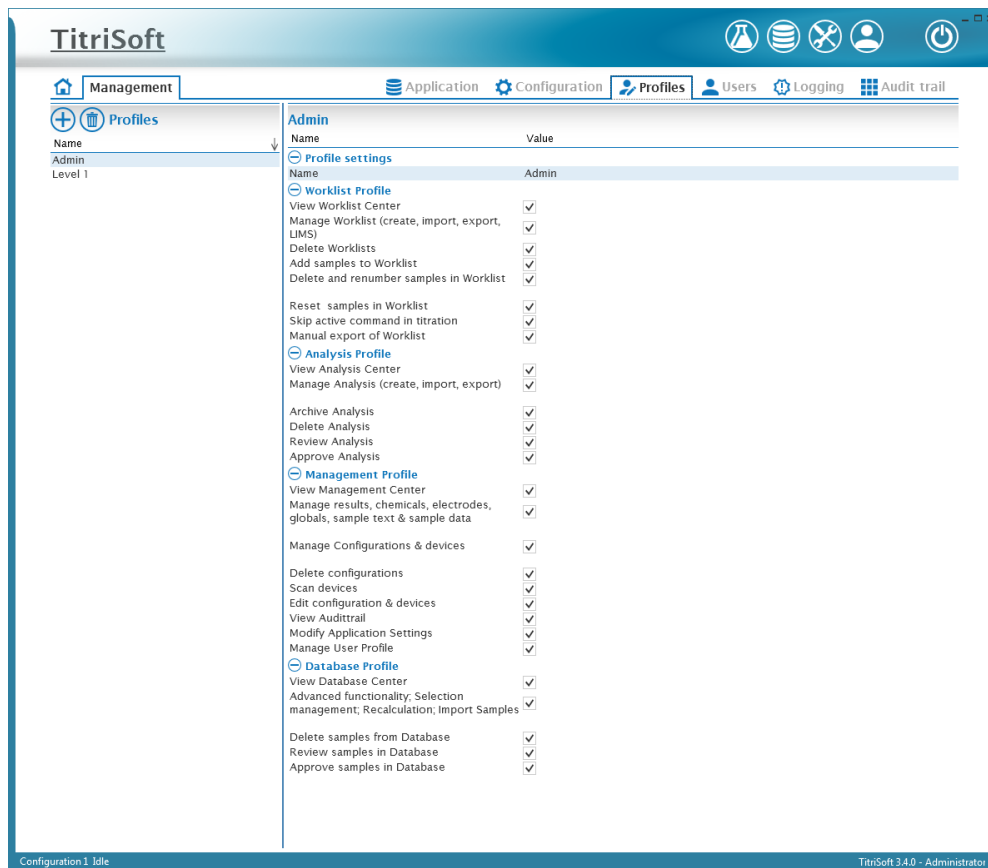 TitriSoft
Management
Application
Configuration
Profiles
Users
Logging
Audit trail
Profiles
Name
Admin
Level 1
Admin
Name Value
Profile settings
Name Admin
Worklist Profile
View Worklist Center
Manage Worklist (create, import, export,
LIMS)
Delete Worklists
Add samples to Worklist
Delete and renumber samples in Worklist
Reset samples in Worklist
Skip active command in titration
Manual export of Worklist
Analysis Profile
View Analysis Center
Manage Analysis (create, import, export)
Archive Analysis
Delete Analysis
Review Analysis
Approve Analysis
Management Profile
View Management Center
Manage results, chemicals, electrodes,
globals, sample text & sample data
Manage Configurations & devices
Delete configurations
Scan devices
Edit configuration & devices
View Audittrail
Modify Application Settings
Manage User Profile
Database Profile
View Database Center
Advanced functionality; Selection
management; Recalculation; Import Samples
Delete samples from Database
Review samples in Database
Approve samples in Database
Configuration 1 Idle
TitriSoft 3.4.0 - Administrator